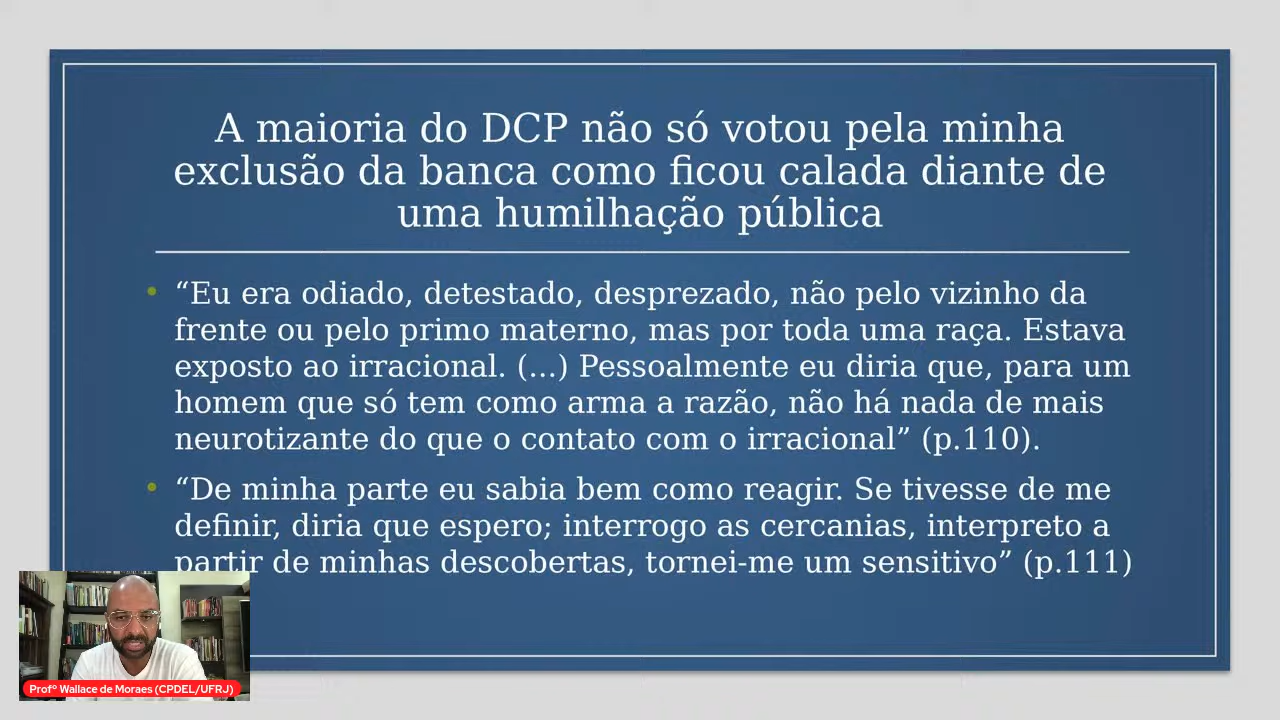 A maioria do DCP não só votou pela minha
exclusão da banca como ficou calada diante de
uma humilhação pública
• “Eu era odiado, detestado, desprezado, não pelo vizinho da
frente ou pelo primo materno, mas por toda uma raça. Estava
exposto ao irracional. (...) Pessoalmente eu diria que, para um
homem que só tem como arma a razão, não há nada de mais
neurotizante do que o contato com o irracional” (p.110).
• “De minha parte eu sabia bem como reagir. Se tivesse de me
definir, diria que espero; interrogo as cercanias, interpreto a
partir de minhas descobertas, tornei-me um sensitivo” (p.111)
Profº Wallace de Moraes (CPDEL/UFRJ)